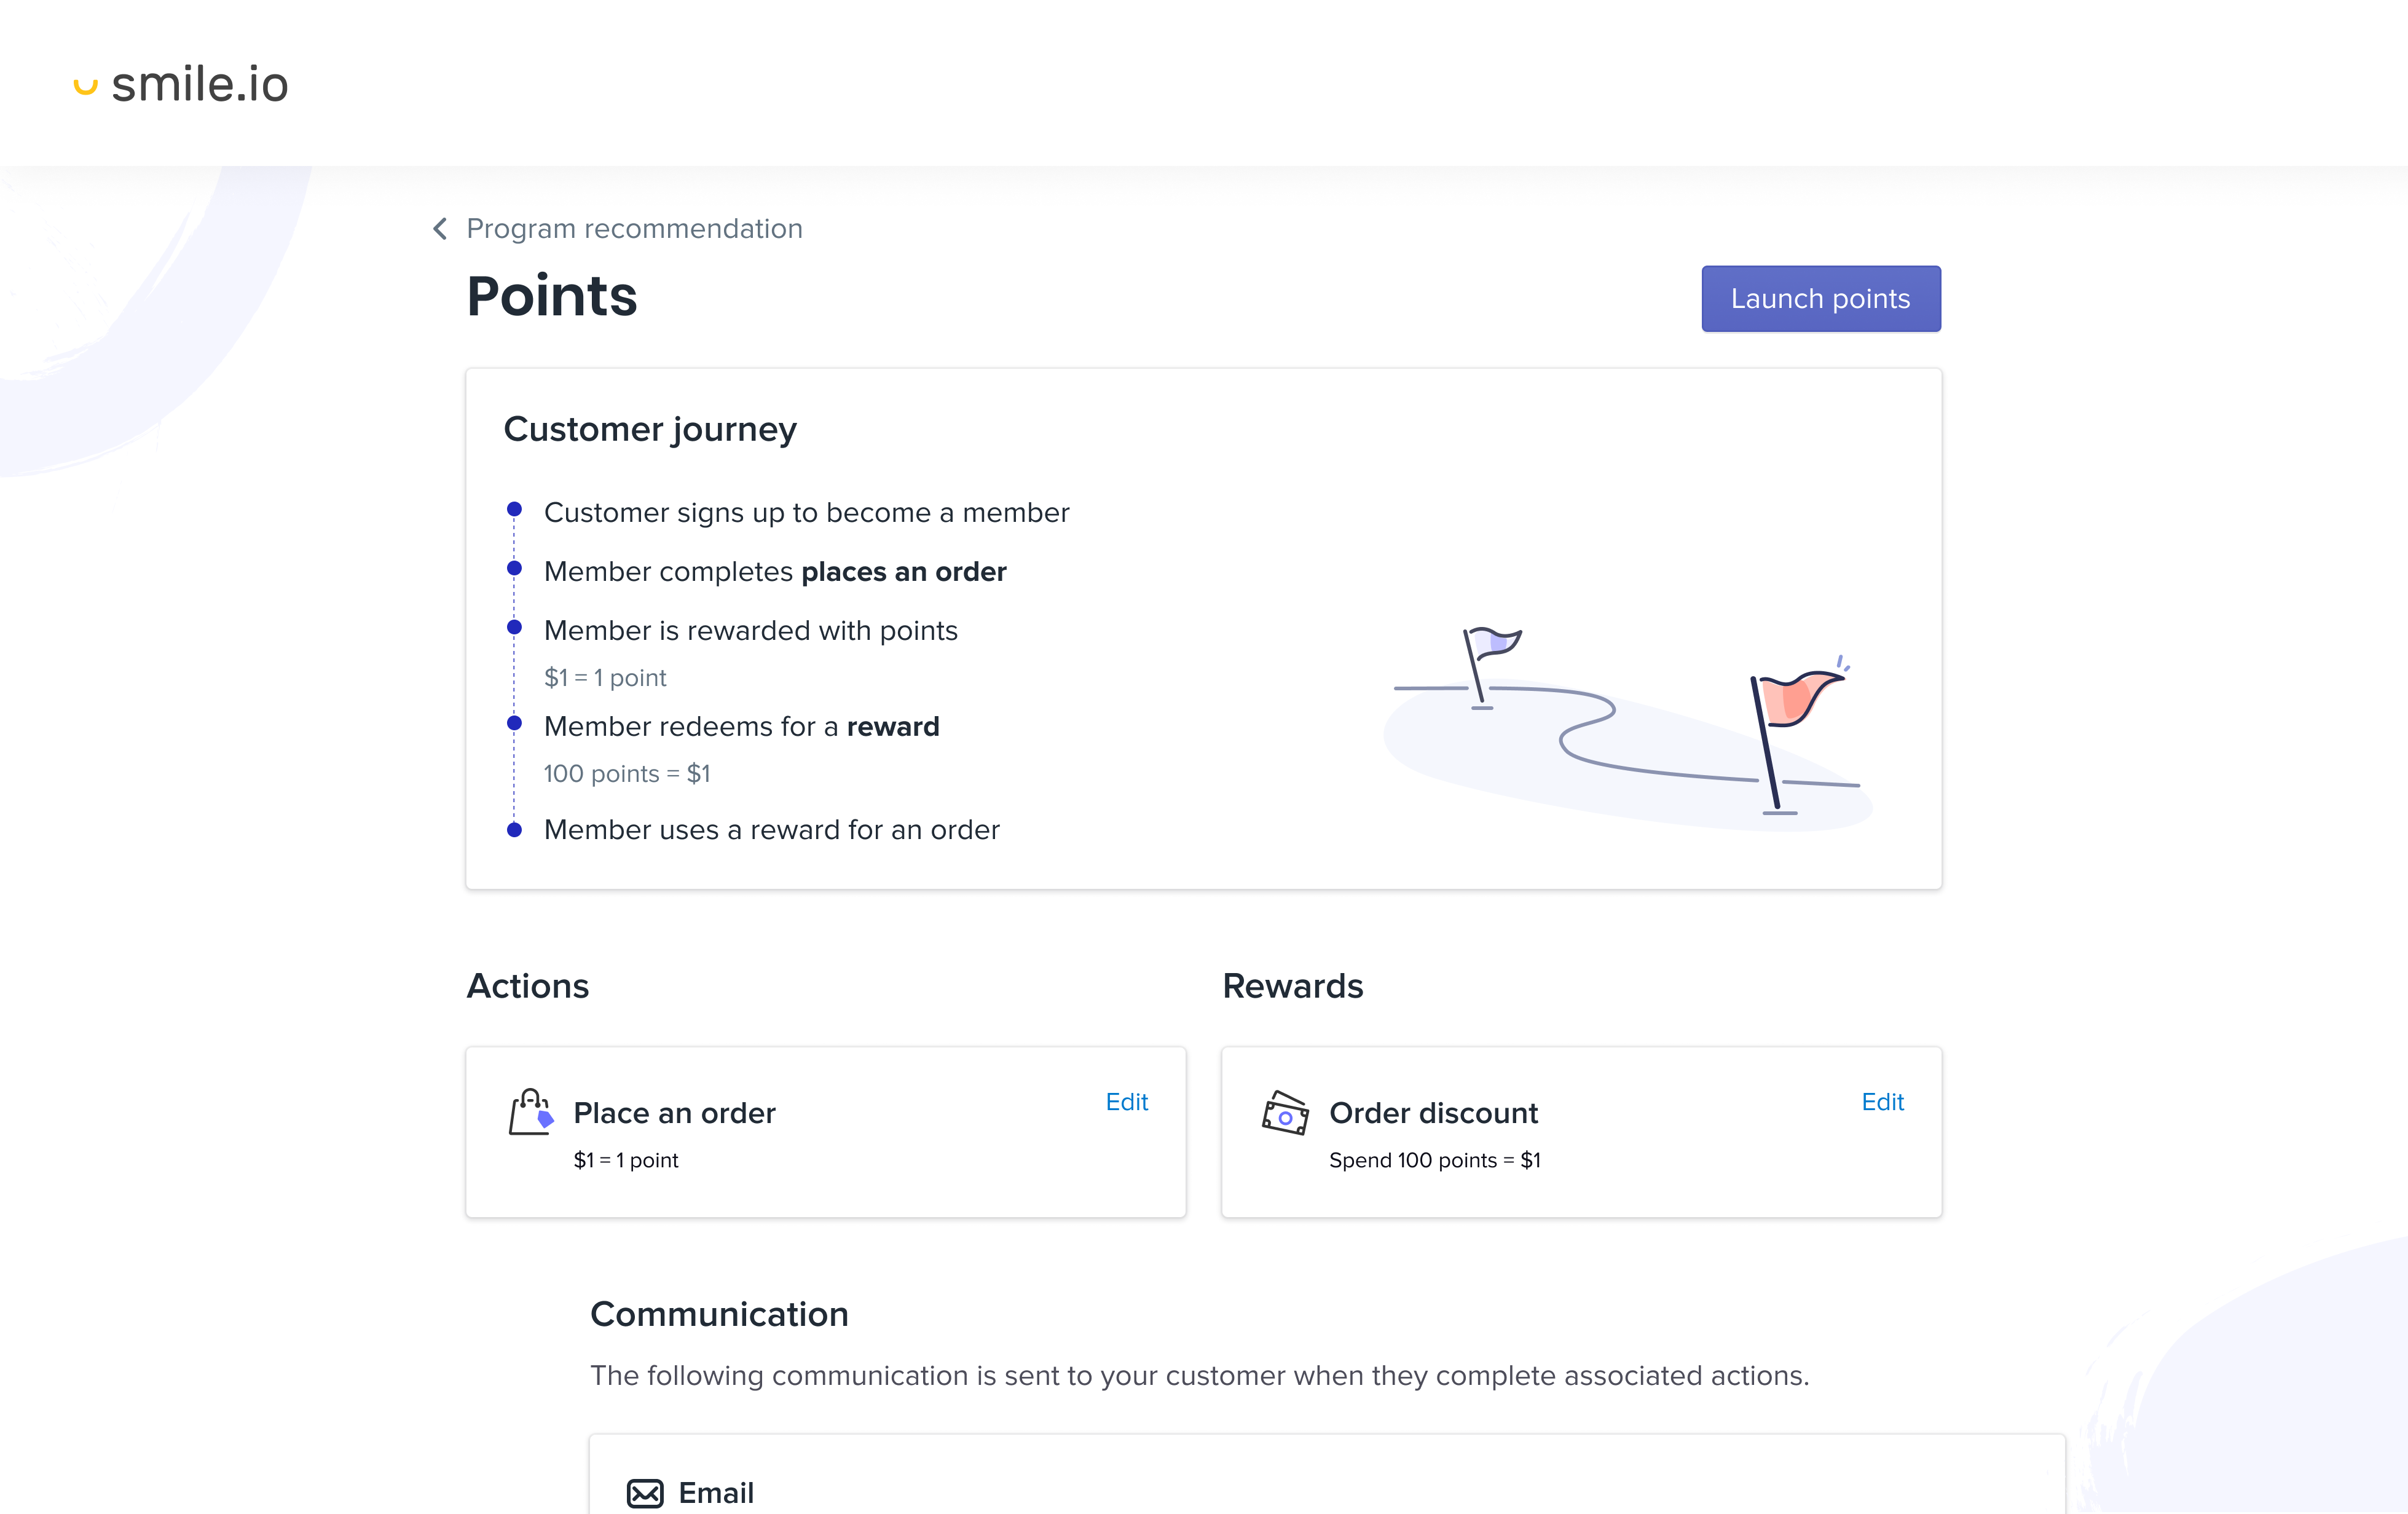 smile.io
Program recommendation
Points
Launch points
Customer journey
Customer signs up to become a member
Member completes places an order
Member is rewarded with points
$1 = 1 point
Member redeems for a reward
100 points = $1
Member uses a reward for an order
Actions
Rewards
Place an order
Edit
$1 = 1 point
Order discount
Edit
Spend 100 points = $1
Communication
The following communication is sent to your customer when they complete associated actions.
Email